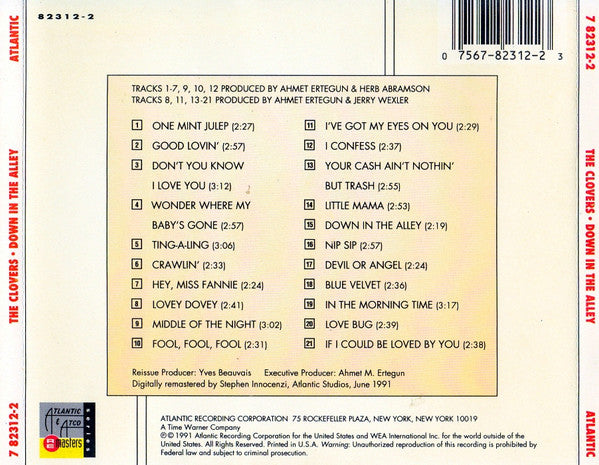 82312-2
0 7567-82312-2 3
ATLANTIC
THE CLOVERS • DOWN IN THE ALLEY
7 82312-2
7 82312-2
THE CLOVERS • DOWN IN THE ALLEY
ATLANTIC
TRACKS 1-7, 9, 10, 12 PRODUCED BY AHMET ERTEGUN & HERB ABRAMSON
TRACKS 8, 11, 13-21 PRODUCED BY AHMET ERTEGUN & JERRY WEXLER
1 ONE MINT JULEP (2:27)
2 GOOD LOVIN' (2:57)
3 DON'T YOU KNOW
I LOVE YOU (3:12)
4 WONDER WHERE MY
BABY'S GONE (2:57)
5 TING-A-LING (3:06)
6 CRAWLIN' (2:33)
7 HEY, MISS FANNIE (2:24)
8 LOVEY DOVEY (2:41)
9 MIDDLE OF THE NIGHT (3:02)
10 FOOL, FOOL, FOOL (2:31)
11 I'VE GOT MY EYES ON YOU (2:29)
12 I CONFESS (2:37)
13 YOUR CASH AIN'T NOTHIN'
BUT TRASH (2:55)
14 LITTLE MAMA (2:53)
15 DOWN IN THE ALLEY (2:19)
16 NIP SIP (2:37)
17 DEVIL OR ANGEL (2:24)
18 BLUE VELVET (2:36)
19 IN THE MORNING TIME (3:17)
20 LOVE BUG (2:39)
21 IF I COULD BE LOVED BY YOU (2:38)
Reissue Producer: Yves Beauvais Executive Producer: Ahmet M. Ertegun
Digitally remastered by Stephen Innocenzi, Atlantic Studios, June 1991
ATLANTIC
& ATCO
REmasters
series
ATLANTIC RECORDING CORPORATION 75 ROCKEFELLER PLAZA, NEW YORK, NEW YORK 10019
A Time Warner Company
℗©1991 Atlantic Recording Corporation for the United States and WEA International Inc. for the world outside of the
United States. All Rights Reserved. Printed in U.S.A. Warning: Unauthorized reproduction of this recording is prohibited by
Federal law and subject to criminal prosecution.